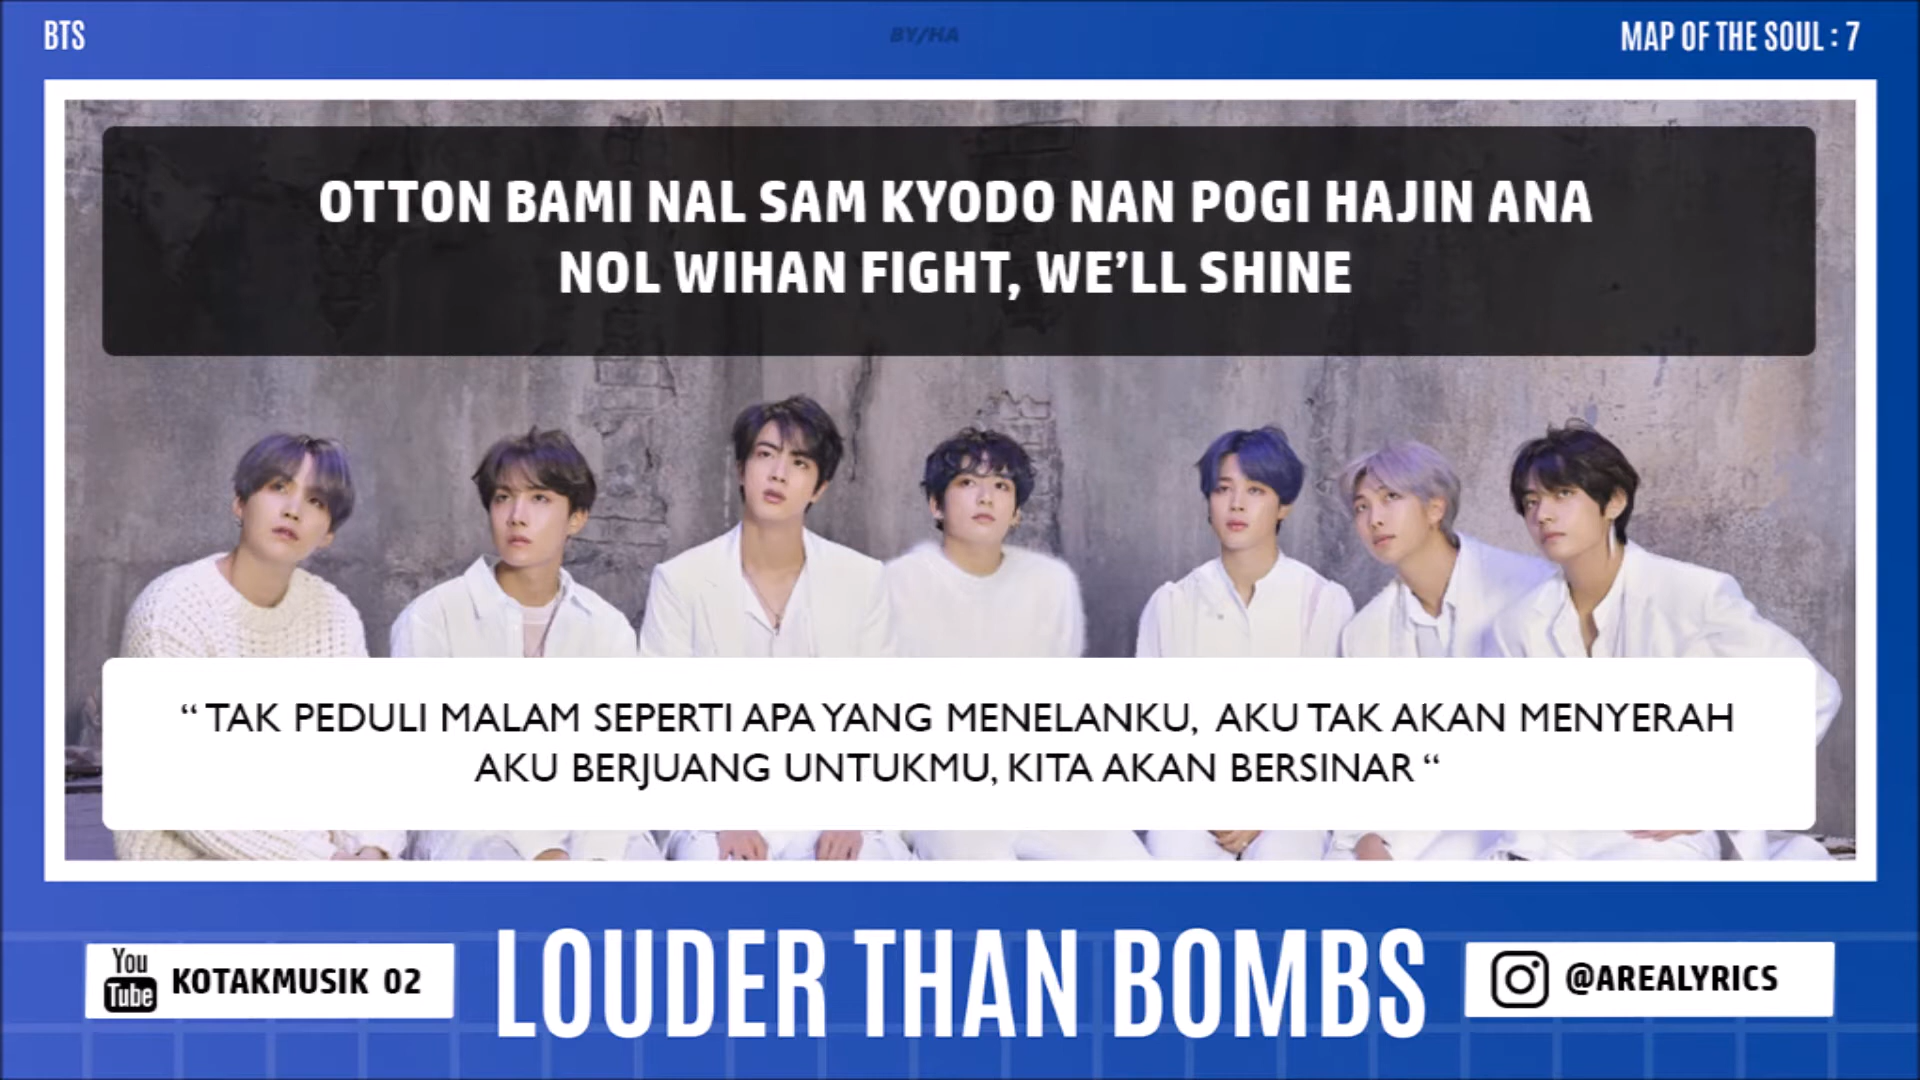 BTS
BY/HA
MAP OF THE SOUL : 7
OTTON BAMI NAL SAM KYODO NAN POGI HAJIN ANA
NOL WIHAN FIGHT, WE’LL SHINE
“ TAK PEDULI MALAM SEPERTI APA YANG MENELANKU, AKU TAK AKAN MENYERAH
AKU BERJUANG UNTUKMU, KITA AKAN BERSINAR “
You
Tube
KOTAKMUSIK 02
LOUDER THAN BOMBS
@AREALYRICS